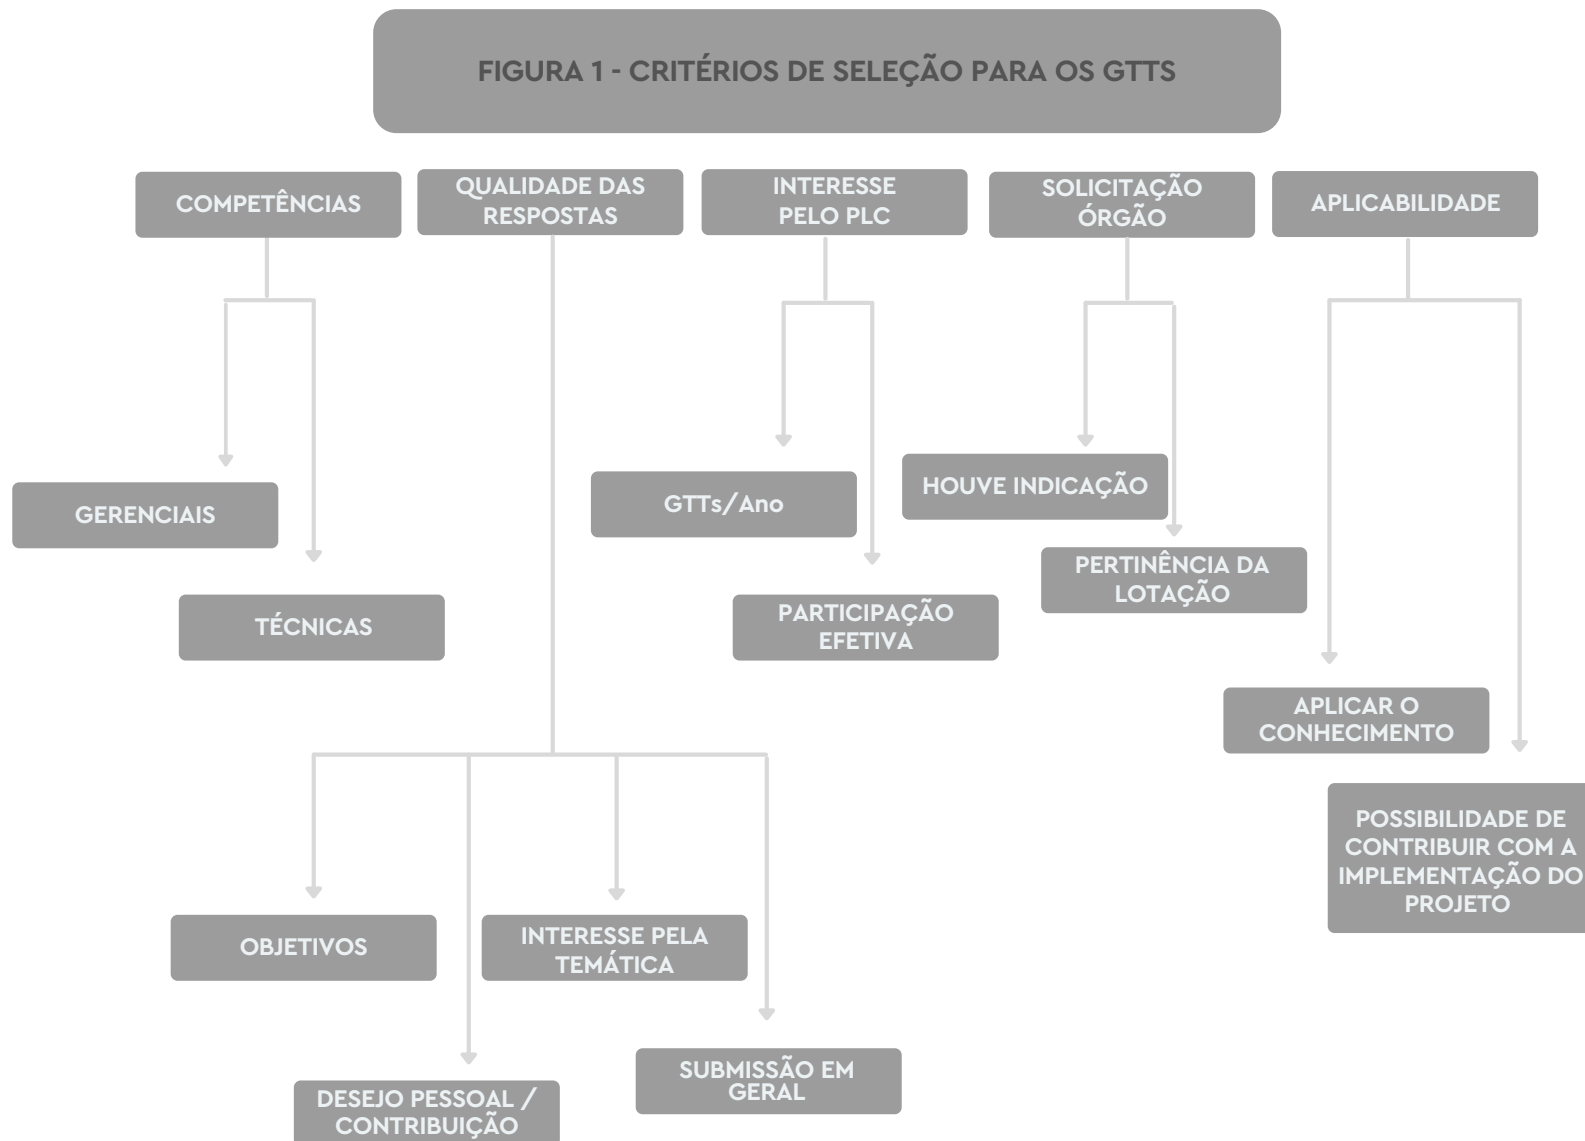 FIGURA 1 - CRITÉRIOS DE SELEÇÃO PARA OS GTTS
COMPETÊNCIAS
QUALIDADE DAS
RESPOSTAS
INTERESSE
PELO PLC
SOLICITAÇÃO
ÓRGÃO
APLICABILIDADE
GERENCIAIS
TÉCNICAS
GTTs/Ano
PARTICIPAÇÃO
EFETIVA
HOUVE INDICAÇÃO
PERTINÊNCIA DA
LOTAÇÃO
APLICAR O
CONHECIMENTO
POSSIBILIDADE DE
CONTRIBUIR COM A
IMPLEMENTAÇÃO DO
PROJETO
OBJETIVOS
INTERESSE PELA
TEMÁTICA
DESEJO PESSOAL /
CONTRIBUIÇÃO
SUBMISSÃO EM
GERAL